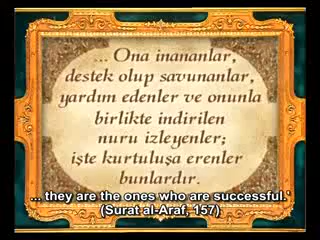 ... Ona inananlar,
destek olup savunanlar,
yardım edenler ve onunla
birlikte indirilen
nuru izleyenler;
işte kurtuluşa erenler
bunlardır.
... they are the ones who are successful.'
(Surat al-Araf, 157)